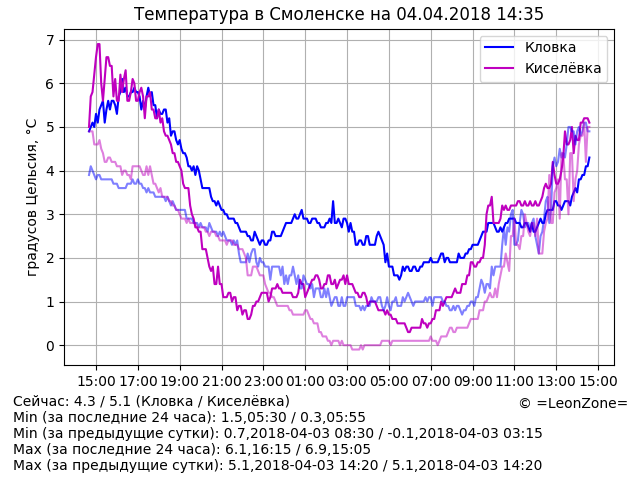 Температура в Смоленске на 04.04.2018 14:35
Кловка
Киселёвка
градусов Цельсия, °C
7
6
5
4
3
2
1
0
15:00 17:00 19:00 21:00 23:00 01:00 03:00 05:00 07:00 09:00 11:00 13:00 15:00
Сейчас: 4.3 / 5.1 (Кловка / Киселёвка)
© =LeonZone=
Min (за последние 24 часа): 1.5,05:30 / 0.3,05:55
Min (за предыдущие сутки): 0.7,2018-04-03 08:30 / -0.1,2018-04-03 03:15
Max (за последние 24 часа): 6.1,16:15 / 6.9,15:05
Max (за предыдущие сутки): 5.1,2018-04-03 14:20 / 5.1,2018-04-03 14:20